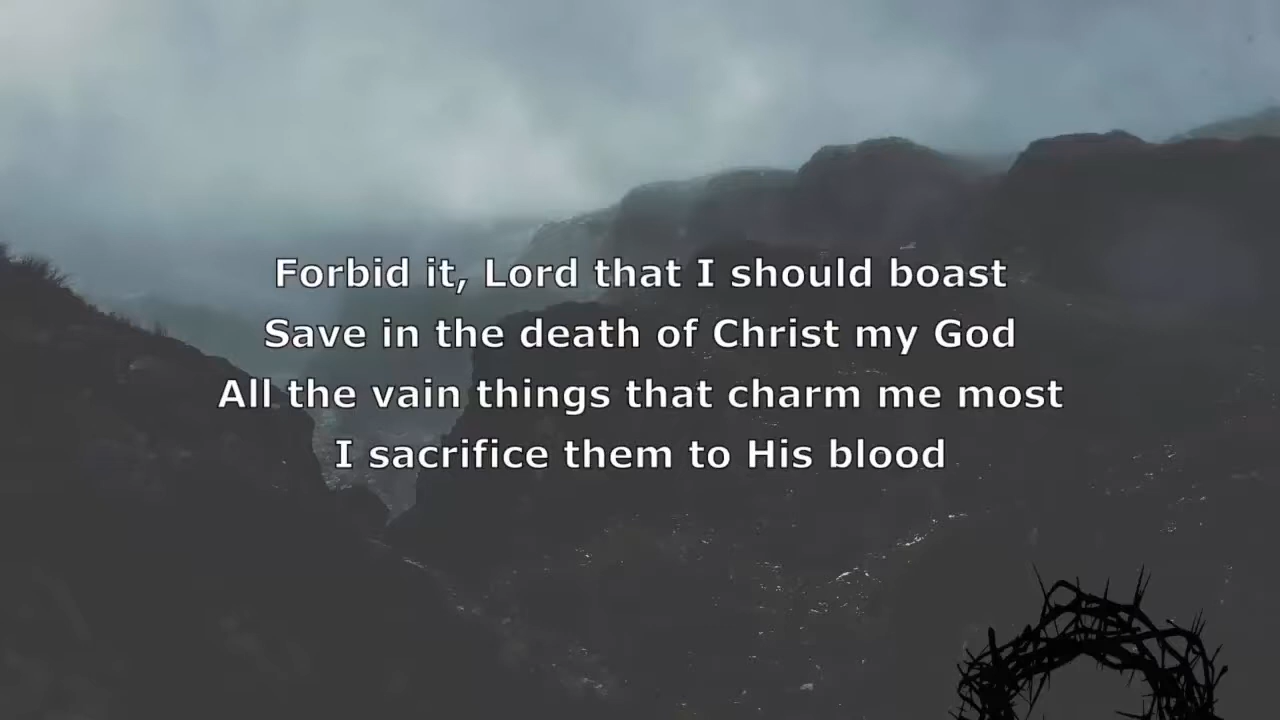 Forbid it, Lord that I should boast
Save in the death of Christ my God
All the vain things that charm me most
I sacrifice them to His blood